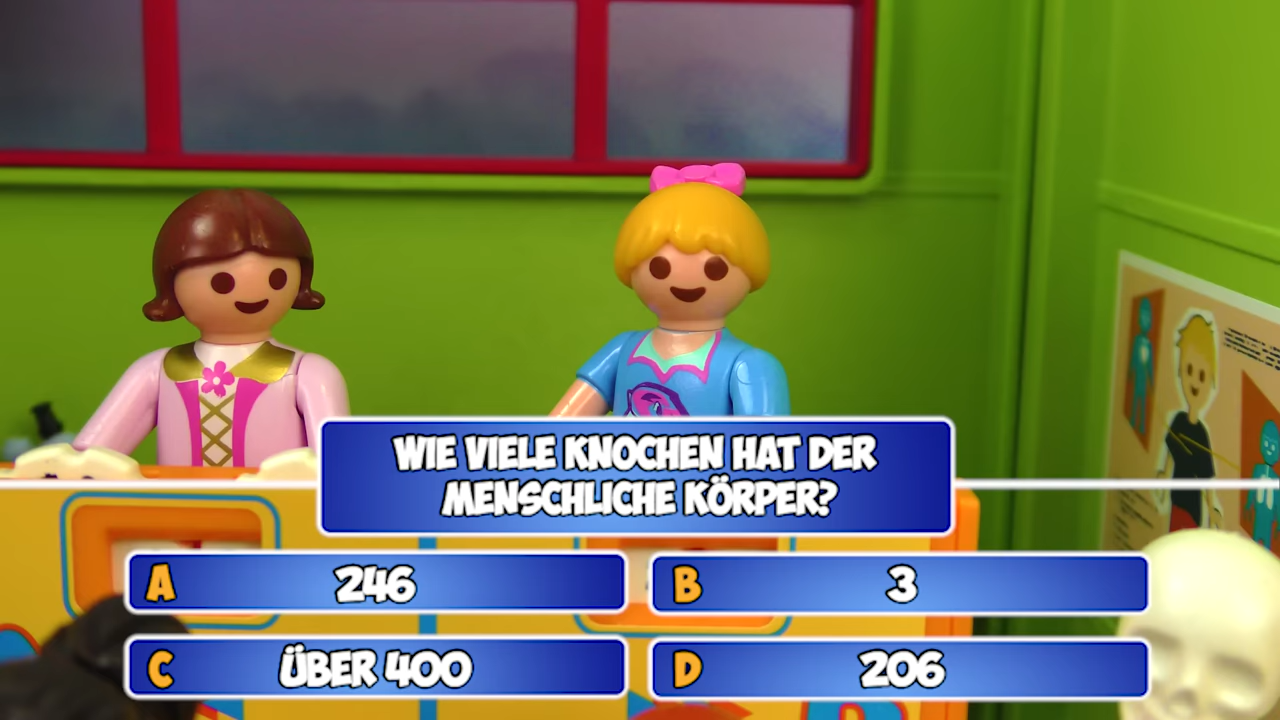 WIE VIELE KNOCHEN HAT DER
MENSCHLICHE KÖRPER?
A 246
B 3
C ÜBER 400
D 206